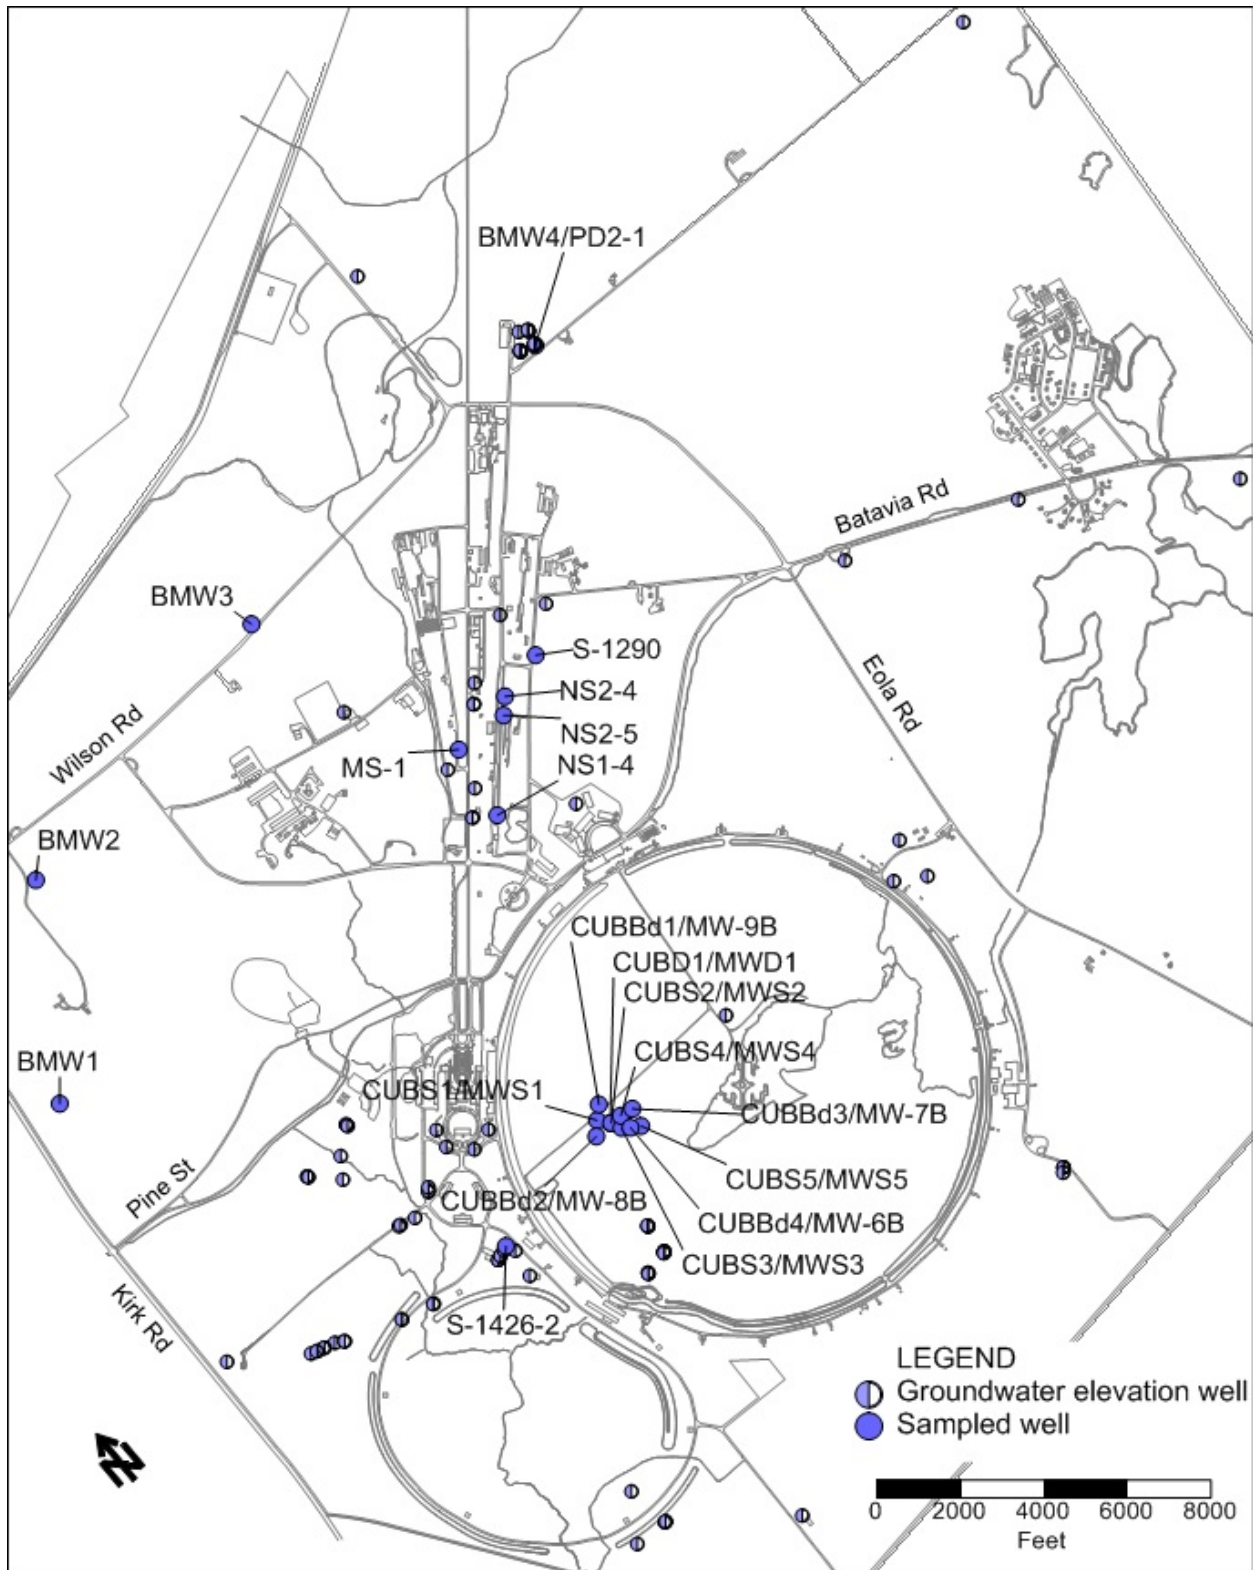 BMW4/PD2-1
Batavia Rd
BMW3
S-1290
Eola Rd
NS2-4
Wilson Rd
NS2-5
MS-1
NS1-4
BMW2
CUBBd1/MW-9B
CUBD1/MWD1
CUBS2/MWS2
CUBS4/MWS4
BMW1
CUBS1/MWS1
CUBBd3/MW-7B
Pine St
CUBS5/MWS5
CUBBd2/MW-8B
CUBBd4/MW-6B
CUBS3/MWS3
Kirk Rd
S-1426-2
LEGEND
Groundwater elevation well
Sampled well
N
0 2000 4000 6000 8000
Feet